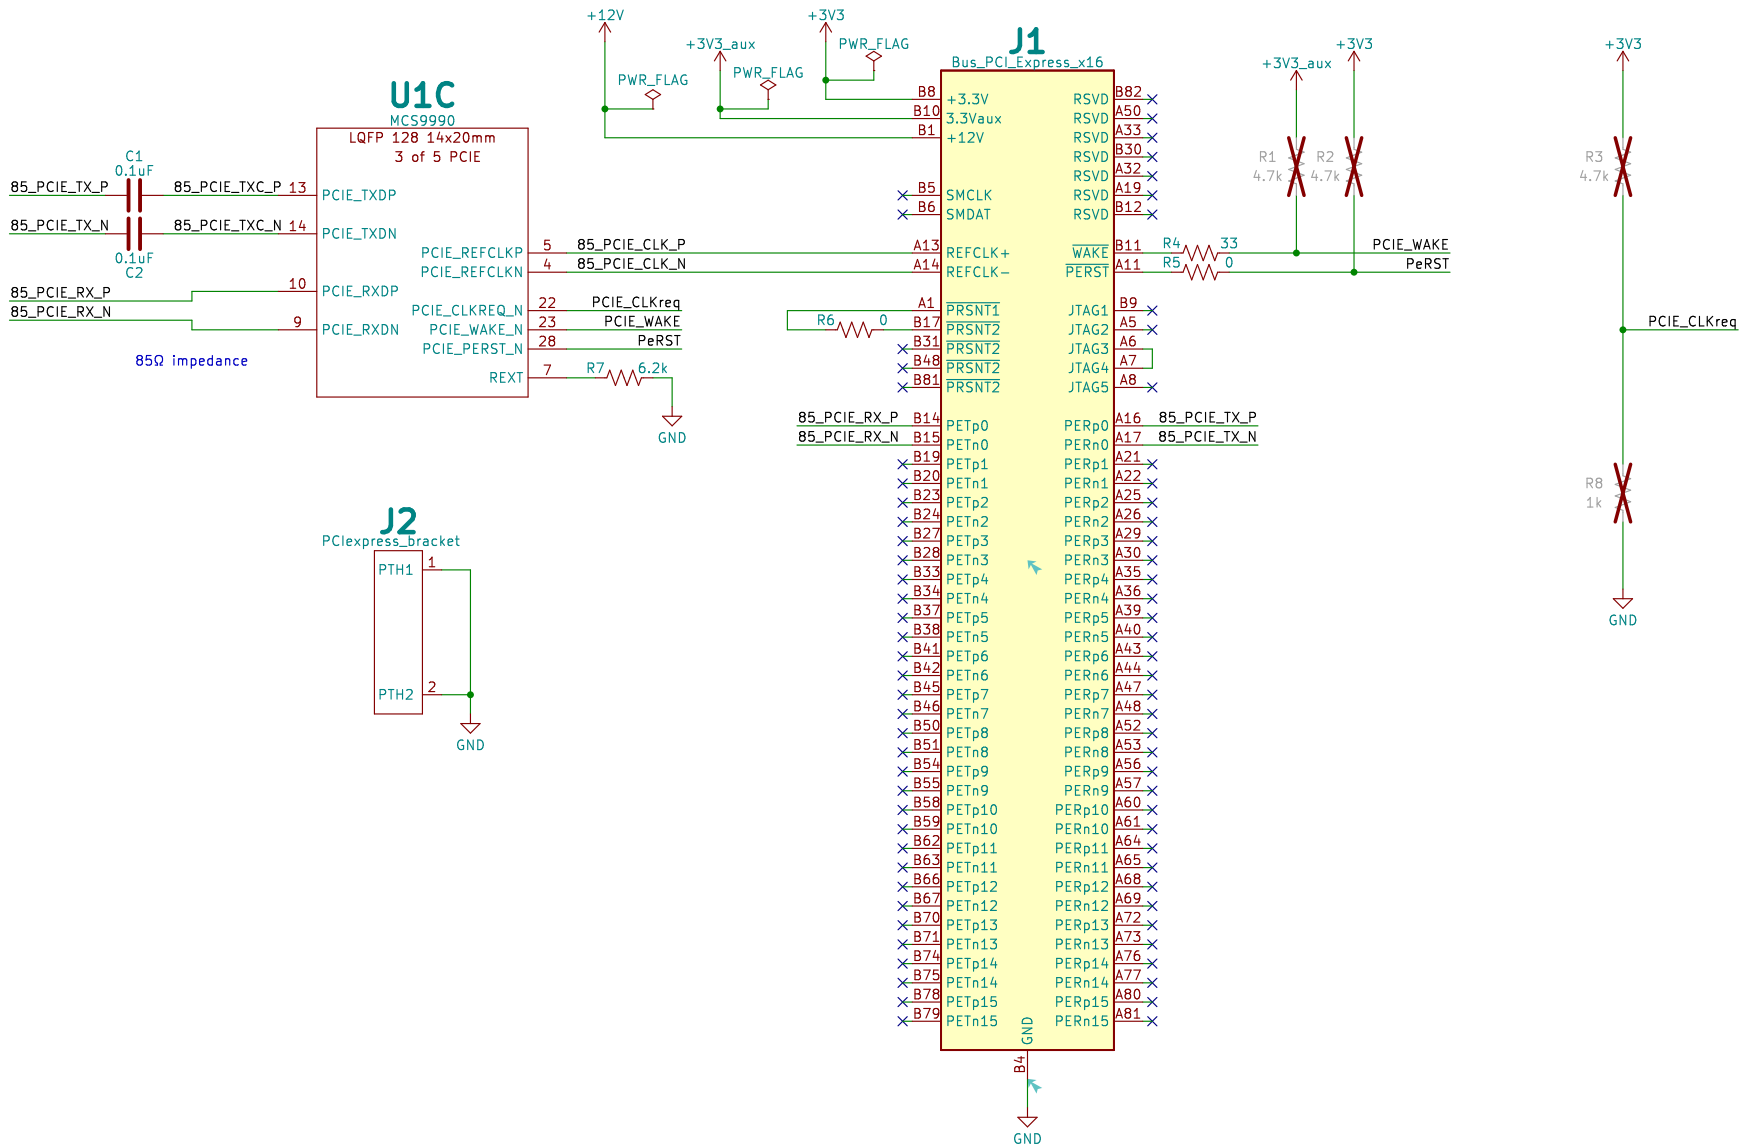 +12V
PWR_FLAG
+3V3_aux
PWR_FLAG
+3V3
PWR_FLAG
U1C
MCS9990
LQFP 128 14x20mm
3 of 5 PCIE
C1
0.1uF
85_PCIE_TX_P
85_PCIE_TXC_P
13
PCIE_TXDP
85_PCIE_TX_N
85_PCIE_TXC_N
14
PCIE_TXDN
0.1uF
C2
85_PCIE_RX_P
10
PCIE_RXDP
85_PCIE_RX_N
9
PCIE_RXDN
85Ω impedance
PCIE_REFCLKP
5
85_PCIE_CLK_P
PCIE_REFCLKN
4
85_PCIE_CLK_N
PCIE_CLKREQ_N
22
PCIE_CLKreq
PCIE_WAKE_N
23
PCIE_WAKE
PCIE_PERST_N
28
PeRST
REXT
7
R7
6.2k
GND
J2
PCIexpress_bracket
PTH1
1
PTH2
2
GND
J1
Bus_PCI_Express_x16
B8
+3.3V
B10
3.3Vaux
B1
+12V
B5
SMCLK
B6
SMDAT
A13
REFCLK+
A14
REFCLK-
A1
PRSNT1
R6
0
B17
PRSNT2
B31
PRSNT2
B48
PRSNT2
B81
PRSNT2
85_PCIE_RX_P
B14
PETp0
85_PCIE_RX_N
B15
PETn0
B19
PETp1
B20
PETn1
B23
PETp2
B24
PETn2
B27
PETp3
B28
PETn3
B33
PETp4
B34
PETn4
B37
PETp5
B38
PETn5
B41
PETp6
B42
PETn6
B45
PETp7
B46
PETn7
B50
PETp8
B51
PETn8
B54
PETp9
B55
PETn9
B58
PETp10
B59
PETn10
B62
PETp11
B63
PETn11
B66
PETp12
B67
PETn12
B70
PETp13
B71
PETn13
B74
PETp14
B75
PETn14
B78
PETp15
B79
PETn15
RSVD
B82
RSVD
A50
RSVD
A33
RSVD
B30
RSVD
A32
RSVD
A19
RSVD
B12
WAKE
B11
R4
33
PCIE_WAKE
PERST
A11
R5
0
PeRST
JTAG1
B9
JTAG2
A5
JTAG3
A6
JTAG4
A7
JTAG5
A8
PERp0
A16
85_PCIE_TX_P
PERn0
A17
85_PCIE_TX_N
PERp1
A21
PERn1
A22
PERp2
A25
PERn2
A26
PERp3
A29
PERn3
A30
PERp4
A35
PERn4
A36
PERp5
A39
PERn5
A40
PERp6
A43
PERn6
A44
PERp7
A47
PERn7
A48
PERp8
A52
PERn8
A53
PERp9
A56
PERn9
A57
PERp10
A60
PERn10
A61
PERp11
A64
PERn11
A65
PERp12
A68
PERn12
A69
PERp13
A72
PERn13
A73
PERp14
A76
PERn14
A77
PERp15
A80
PERn15
A81
GND
B4
GND
+3V3_aux
R1
4.7k
+3V3
R2
4.7k
+3V3
R3
4.7k
PCIE_CLKreq
R8
1k
GND